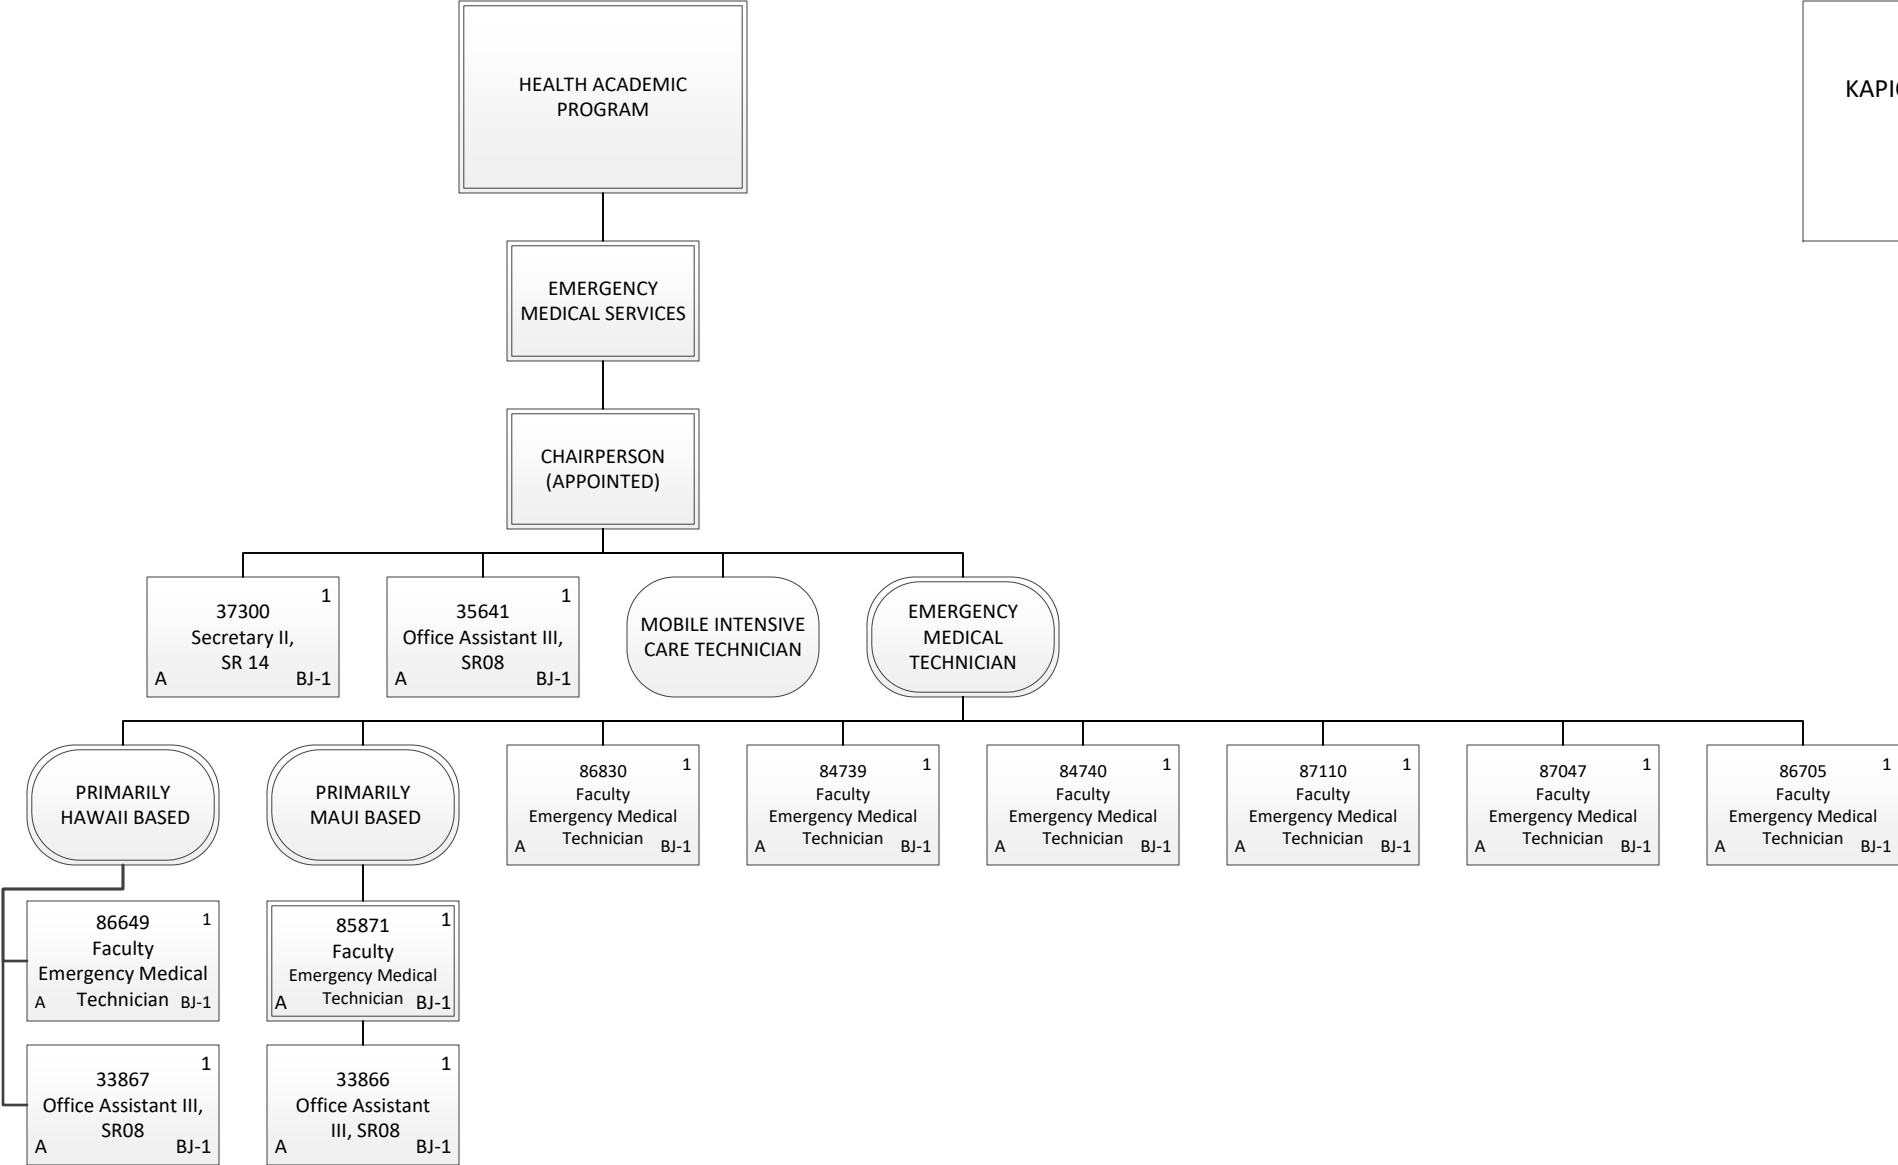 HEALTH ACADEMIC
PROGRAM
EMERGENCY
MEDICAL SERVICES
CHAIRPERSON
(APPOINTED)
1
37300
Secretary II,
SR 14
A BJ-1
1
35641
Office Assistant III,
SR08
A BJ-1
MOBILE INTENSIVE
CARE TECHNICIAN
EMERGENCY
MEDICAL
TECHNICIAN
PRIMARILY
HAWAII BASED
PRIMARILY
MAUI BASED
86830 1
Faculty
Emergency Medical
A Technician BJ-1
84739 1
Faculty
Emergency Medical
A Technician BJ-1
84740 1
Faculty
Emergency Medical
A Technician BJ-1
87110 1
Faculty
Emergency Medical
A Technician BJ-1
87047 1
Faculty
Emergency Medical
A Technician BJ-1
86705 1
Faculty
Emergency Medical
A Technician BJ-1
86649 1
Faculty
Emergency Medical
A Technician BJ-1
85871 1
Faculty
Emergency Medical
A Technician BJ-1
1
33867
Office Assistant III,
SR08
A BJ-1
1
33866
Office Assistant
III, SR08
A BJ-1